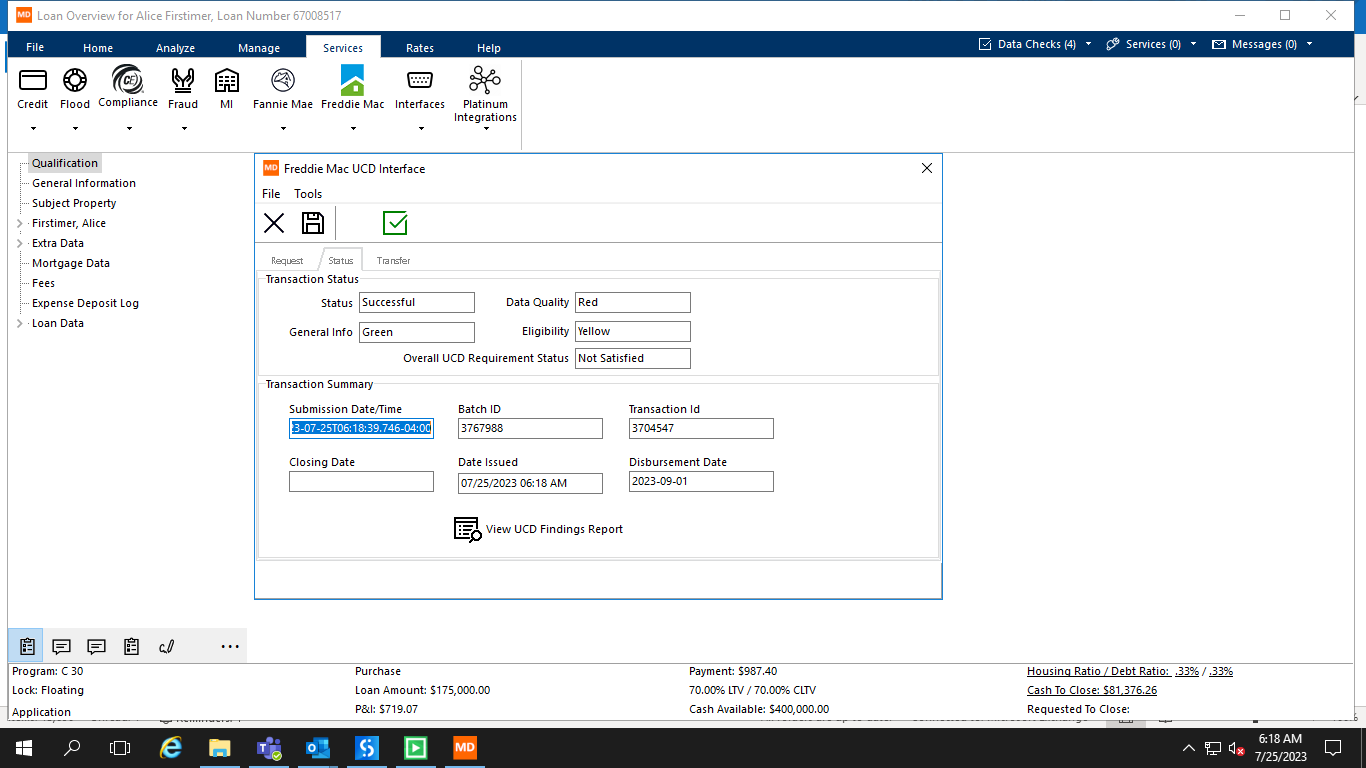 MD Loan Overview for Alice Firstimer, Loan Number 67008517
File Home Analyze Manage Services Rates Help Data Checks (4) Services (0) Messages (0)
Credit Flood Compliance Fraud MI Fannie Mae Freddie Mac Interfaces Platinum Integrations
Qualification
General Information
Subject Property
Firstimer, Alice
Extra Data
Mortgage Data
Fees
Expense Deposit Log
Loan Data
MD Freddie Mac UCD Interface
File Tools
Request Status Transfer
Transaction Status
Status Successful Data Quality Red
General Info Green Eligibility Yellow
Overall UCD Requirement Status Not Satisfied
Transaction Summary
Submission Date/Time Batch ID Transaction Id
3-07-25T06:18:39.746-04:00 3767988 3704547
Closing Date Date Issued Disbursement Date
07/25/2023 06:18 AM 2023-09-01
View UCD Findings Report
Program: C 30 Purchase Payment: $987.40 Housing Ratio / Debt Ratio: .33% / .33%
Lock: Floating Loan Amount: $175,000.00 70.00% LTV / 70.00% CLTV Cash To Close: $81,376.26
Application P&I: $719.07 Cash Available: $400,000.00 Requested To Close:
MD 6:18 AM
7/25/2023